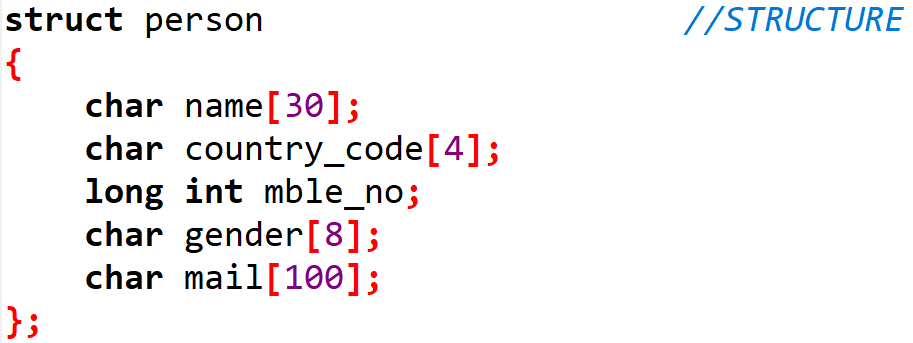 struct person //STRUCTURE
{
char name[30];
char country_code[4];
long int mble_no;
char gender[8];
char mail[100];
};